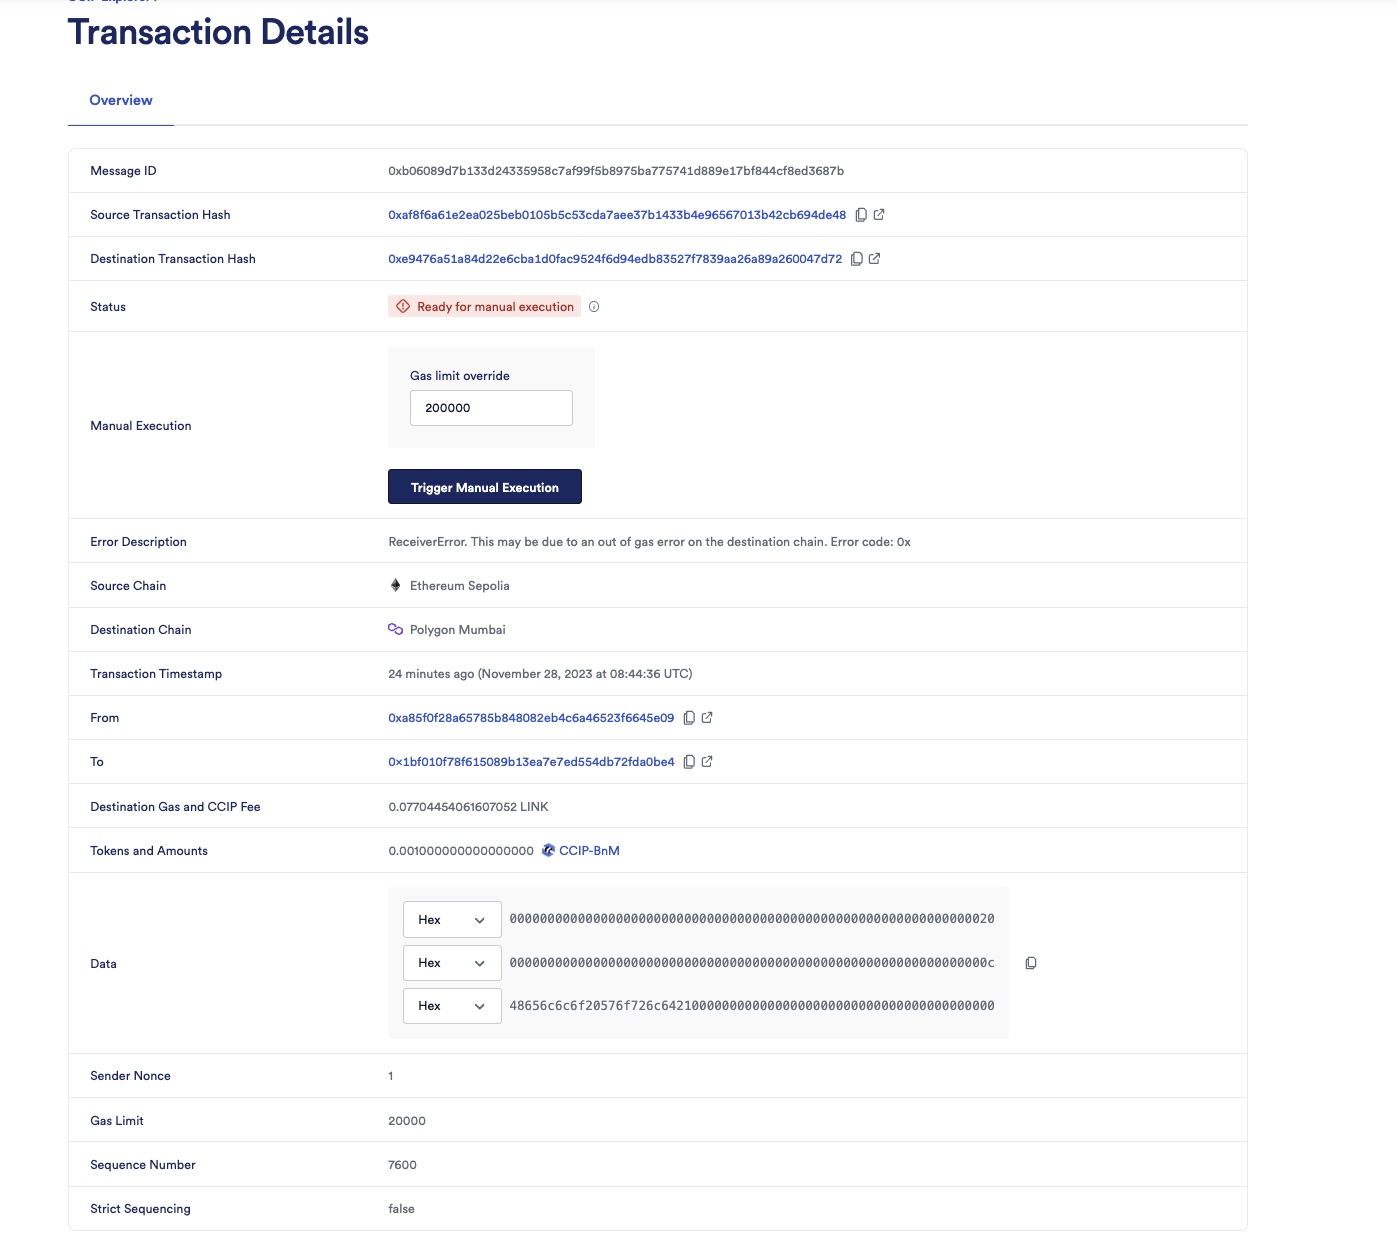 Transaction Details
Overview
Message ID 0xb06089d7b133d24335958c7af99f5b8975ba775741d889e17bf844cf8ed3687b
Source Transaction Hash 0xaf8f6a61e2ea025beb0105b5c53cda7aee37b1433b4e96567013b42cb694de48
Destination Transaction Hash 0xe9476a51a84d22e6cba1d0fac9524f6d94edb83527f7839aa26a89a260047d72
Status Ready for manual execution
Gas limit override
200000
Manual Execution
Trigger Manual Execution
Error Description ReceiverError. This may be due to an out of gas error on the destination chain. Error code: 0x
Source Chain Ethereum Sepolia
Destination Chain Polygon Mumbai
Transaction Timestamp 24 minutes ago (November 28, 2023 at 08:44:36 UTC)
From 0xa85f0f28a65785b848082eb4c6a46523f6645e09
To 0x1bf010f78f615089b13ea7e7ed554db72fda0be4
Destination Gas and CCIP Fee 0.07704454061607052 LINK
Tokens and Amounts 0.001000000000000000 CCIP-BnM
Hex 0000000000000000000000000000000000000000000000000000000000000020
Data Hex 000000000000000000000000000000000000000000000000000000000000000c
Hex 48656c6c6f20576f726c64210000000000000000000000000000000000000000
Sender Nonce 1
Gas Limit 20000
Sequence Number 7600
Strict Sequencing false